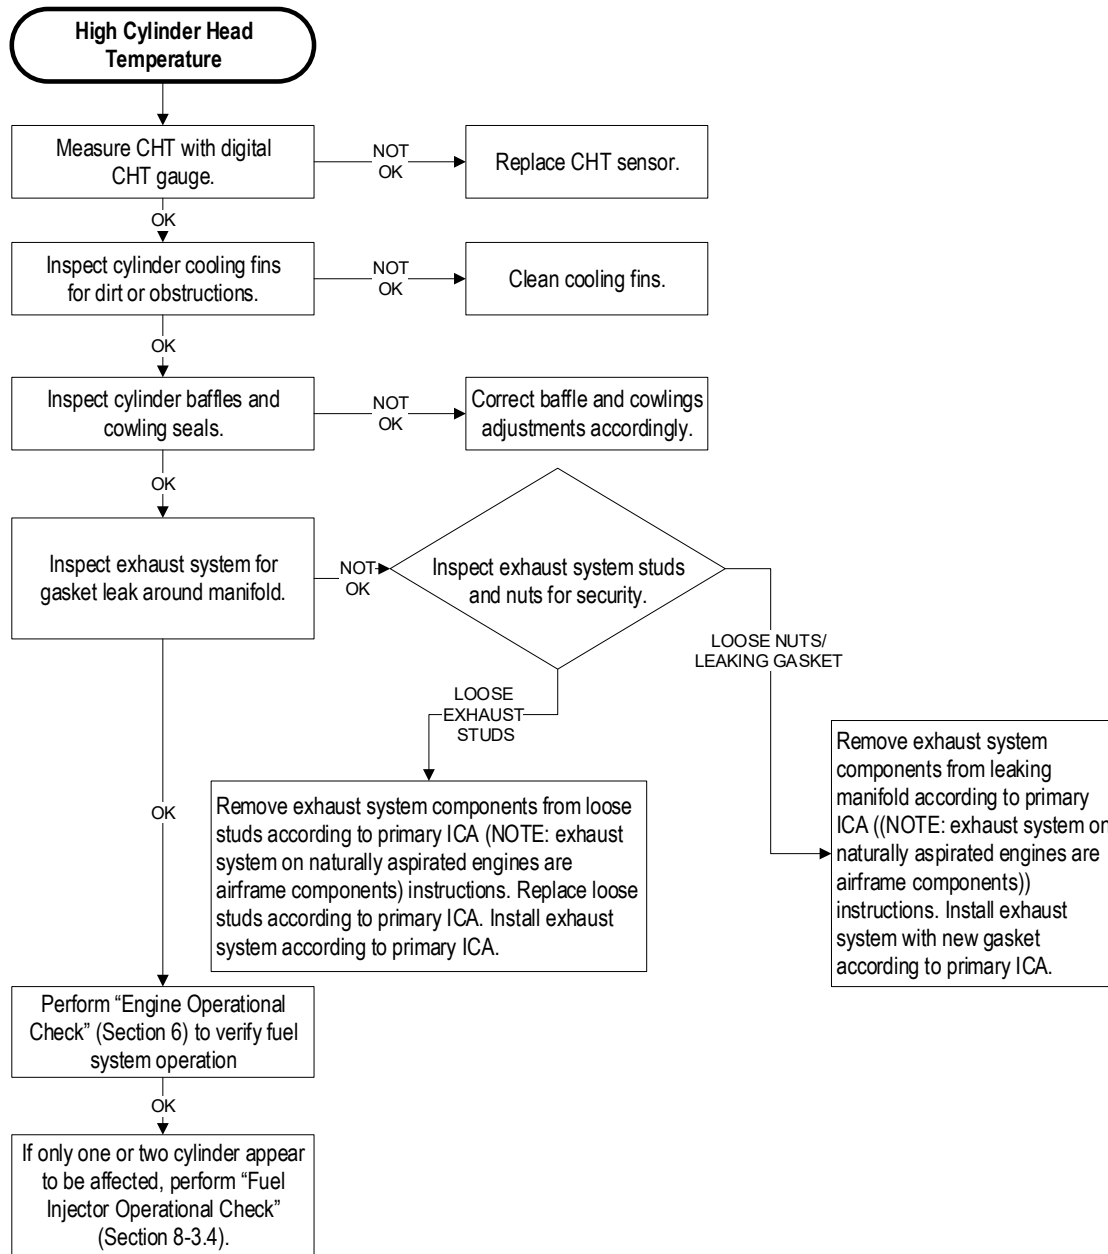 High Cylinder Head
Temperature
Measure CHT with digital
CHT gauge.
NOT
OK
Replace CHT sensor.
OK
Inspect cylinder cooling fins
for dirt or obstructions.
NOT
OK
Clean cooling fins.
OK
Inspect cylinder baffles and
cowling seals.
NOT
OK
Correct baffle and cowlings
adjustments accordingly.
OK
Inspect exhaust system for
gasket leak around manifold.
NOT
OK
Inspect exhaust system studs
and nuts for security.
LOOSE NUTS/
LEAKING GASKET
LOOSE
EXHAUST
STUDS
Remove exhaust system
components from leaking
manifold according to primary
ICA ((NOTE: exhaust system on
naturally aspirated engines are
airframe components))
instructions. Install exhaust
system with new gasket
according to primary ICA.
Remove exhaust system components from loose
studs according to primary ICA (NOTE: exhaust
system on naturally aspirated engines are
airframe components) instructions. Replace loose
studs according to primary ICA. Install exhaust
system according to primary ICA.
OK
Perform “Engine Operational
Check” (Section 6) to verify fuel
system operation
OK
If only one or two cylinder appear
to be affected, perform “Fuel
Injector Operational Check”
(Section 8-3.4).